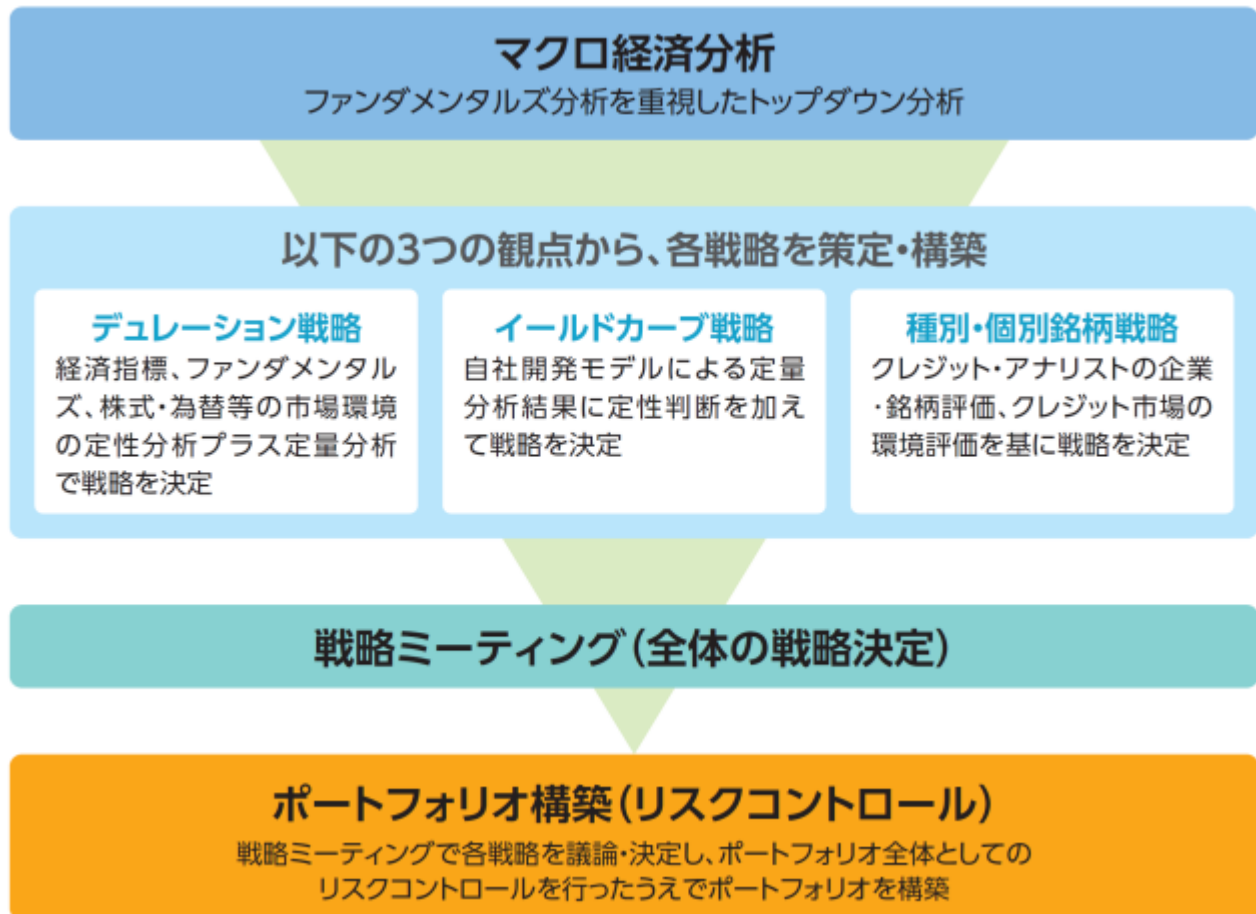 マクロ経済分析
ファンダメンタルズ分析を重視したトップダウン分析
以下の3つの観点から、各戦略を策定・構築
デュレーション戦略
経済指標、ファンダメンタル
ズ、株式・為替等の市場環境
の定性分析プラス定量分析
で戦略を決定
イールドカーブ戦略
自社開発モデルによる定量
分析結果に定性判断を加え
て戦略を決定
種別・個別銘柄戦略
クレジット・アナリストの企業
・銘柄評価、クレジット市場の
環境評価を基に戦略を決定
戦略ミーティング(全体の戦略決定)
ポートフォリオ構築(リスクコントロール)
戦略ミーティングで各戦略を議論・決定し、ポートフォリオ全体としての
リスクコントロールを行ったうえでポートフォリオを構築